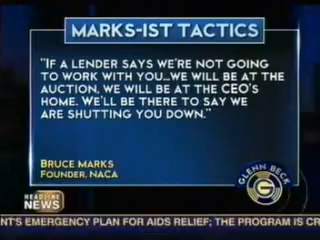 MARKS-IST TACTICS
"IF A LENDER SAYS WE'RE NOT GOING
TO WORK WITH YOU...WE WILL BE AT THE
AUCTION, WE WILL BE AT THE CEO'S
HOME. WE'LL BE THERE TO SAY WE
ARE SHUTTING YOU DOWN."
BRUCE MARKS
FOUNDER, NACA
GLENN BECK
G
HEADLINE
NEWS
NT'S EMERGENCY PLAN FOR AIDS RELIEF; THE PROGRAM IS CR